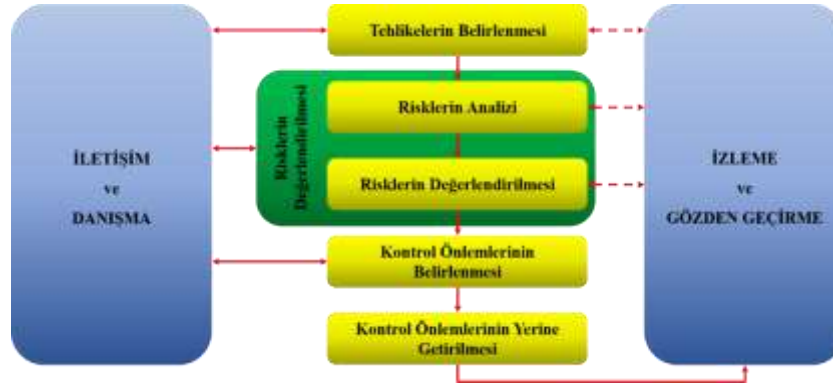 Tehlikelerin Belirlenmesi
Risklerin
Değerlendirilmesi
Risklerin Analizi
Risklerin Değerlendirilmesi
Kontrol Önlemlerinin
Belirlenmesi
Kontrol Önlemlerinin Yerine
Getirilmesi
İLETİŞİM
ve
DANIŞMA
İZLEME
ve
GÖZDEN GEÇİRME